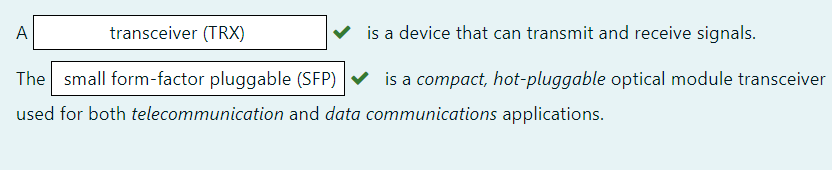 A transceiver (TRX) is a device that can transmit and receive signals.
The small form-factor pluggable (SFP) is a compact, hot-pluggable optical module transceiver
used for both telecommunication and data communications applications.